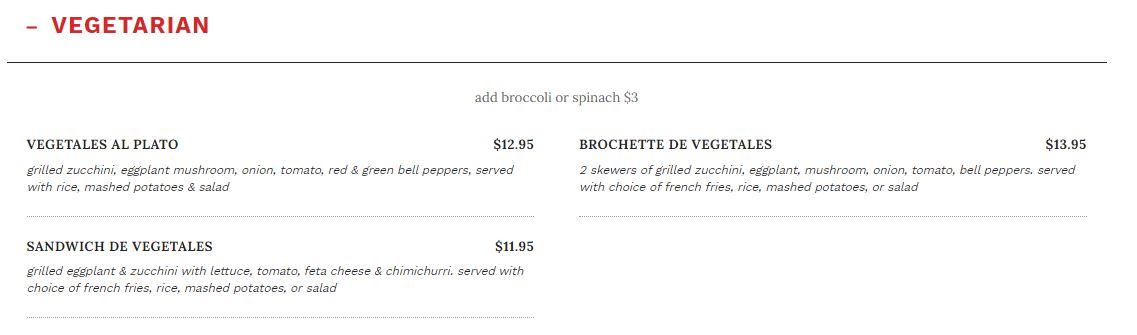 – VEGETARIAN
add broccoli or spinach $3
VEGETALES AL PLATO $12.95
grilled zucchini, eggplant mushroom, onion, tomato, red & green bell peppers, served
with rice, mashed potatoes & salad
BROCHETTE DE VEGETALES $13.95
2 skewers of grilled zucchini, eggplant, mushroom, onion, tomato, bell peppers. served
with choice of french fries, rice, mashed potatoes, or salad
SANDWICH DE VEGETALES $11.95
grilled eggplant & zucchini with lettuce, tomato, feta cheese & chimichurri. served with
choice of french fries, rice, mashed potatoes, or salad